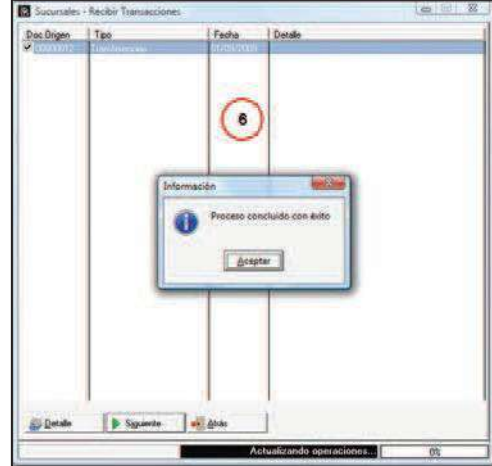 Sucursales - Recibir Transacciones
Doc.Origen Tipo Fecha Detalle
Transferencia
6
Información
Proceso concluido con éxito
Aceptar
Detalle Siguiente Atrás
Actualizando operaciones... 0%